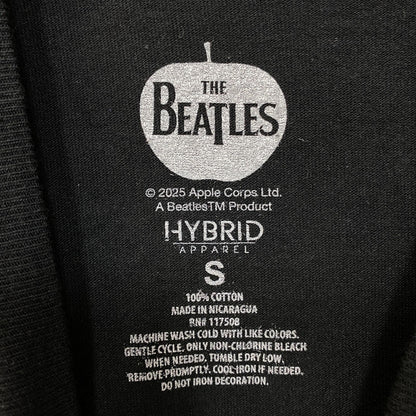 THE
BEATLES
© 2025 Apple Corps Ltd.
A BeatlesTM Product
HYBRID
APPAREL
S
100% COTTON
MADE IN NICARAGUA
RN# 117508
MACHINE WASH COLD WITH LIKE COLORS.
GENTLE CYCLE. ONLY NON-CHLORINE BLEACH
WHEN NEEDED. TUMBLE DRY LOW.
REMOVE PROMPTLY. COOL IRON IF NEEDED.
DO NOT IRON DECORATION.